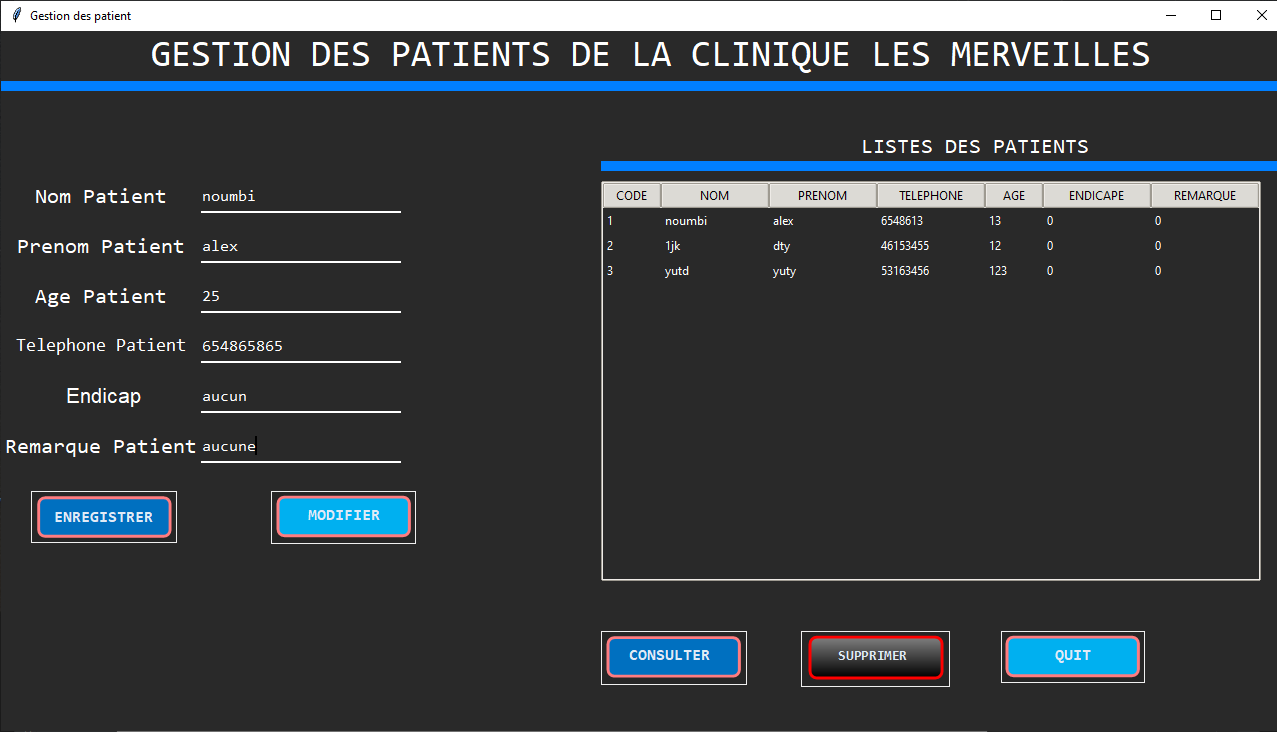 Gestion des patient
GESTION DES PATIENTS DE LA CLINIQUE LES MERVEILLES
Nom Patient noumbi
Prenom Patient alex
Age Patient 25
Telephone Patient 654865865
Endicap aucun
Remarque Patient aucune
ENREGISTRER MODIFIER
LISTES DES PATIENTS
CODE NOM PRENOM TELEPHONE AGE ENDICAPE REMARQUE
1 noumbi alex 6548613 13 0 0
2 1jk dty 46153455 12 0 0
3 yutd yuty 53163456 123 0 0
CONSULTER SUPPRIMER QUIT